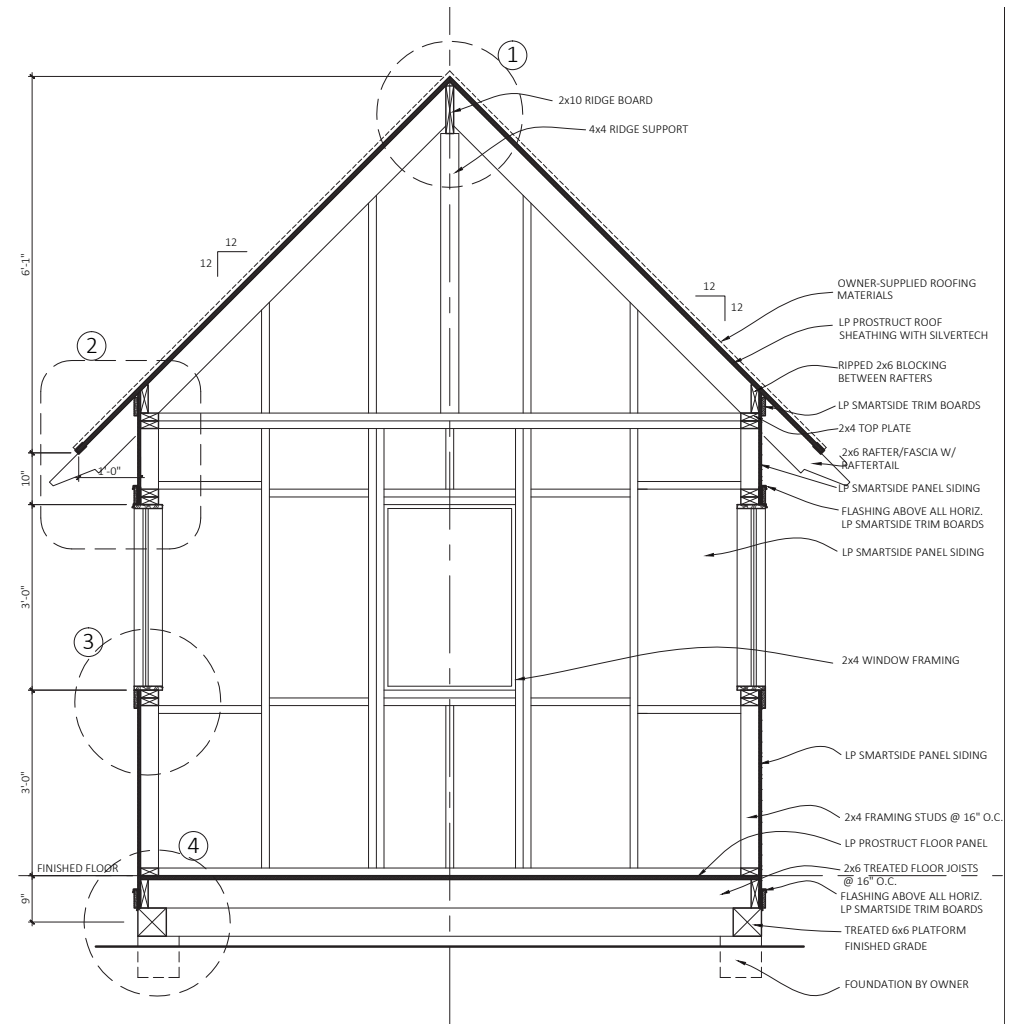 1
2x10 RIDGE BOARD
4x4 RIDGE SUPPORT
12
12
6'-1"
12
12
OWNER-SUPPLIED ROOFING
MATERIALS
LP PROSTRUCT ROOF
SHEATHING WITH SILVERTECH
2
RIPPED 2x6 BLOCKING
BETWEEN RAFTERS
LP SMARTSIDE TRIM BOARDS
2x4 TOP PLATE
2x6 RAFTER/FASCIA W/
RAFTERTAIL
1'-0"
10"
LP SMARTSIDE PANEL SIDING
FLASHING ABOVE ALL HORIZ.
LP SMARTSIDE TRIM BOARDS
LP SMARTSIDE PANEL SIDING
3'-0"
3
2x4 WINDOW FRAMING
LP SMARTSIDE PANEL SIDING
3'-0"
2x4 FRAMING STUDS @ 16" O.C.
4
LP PROSTRUCT FLOOR PANEL
FINISHED FLOOR
2x6 TREATED FLOOR JOISTS
@ 16" O.C.
9"
FLASHING ABOVE ALL HORIZ.
LP SMARTSIDE TRIM BOARDS
TREATED 6x6 PLATFORM
FINISHED GRADE
FOUNDATION BY OWNER